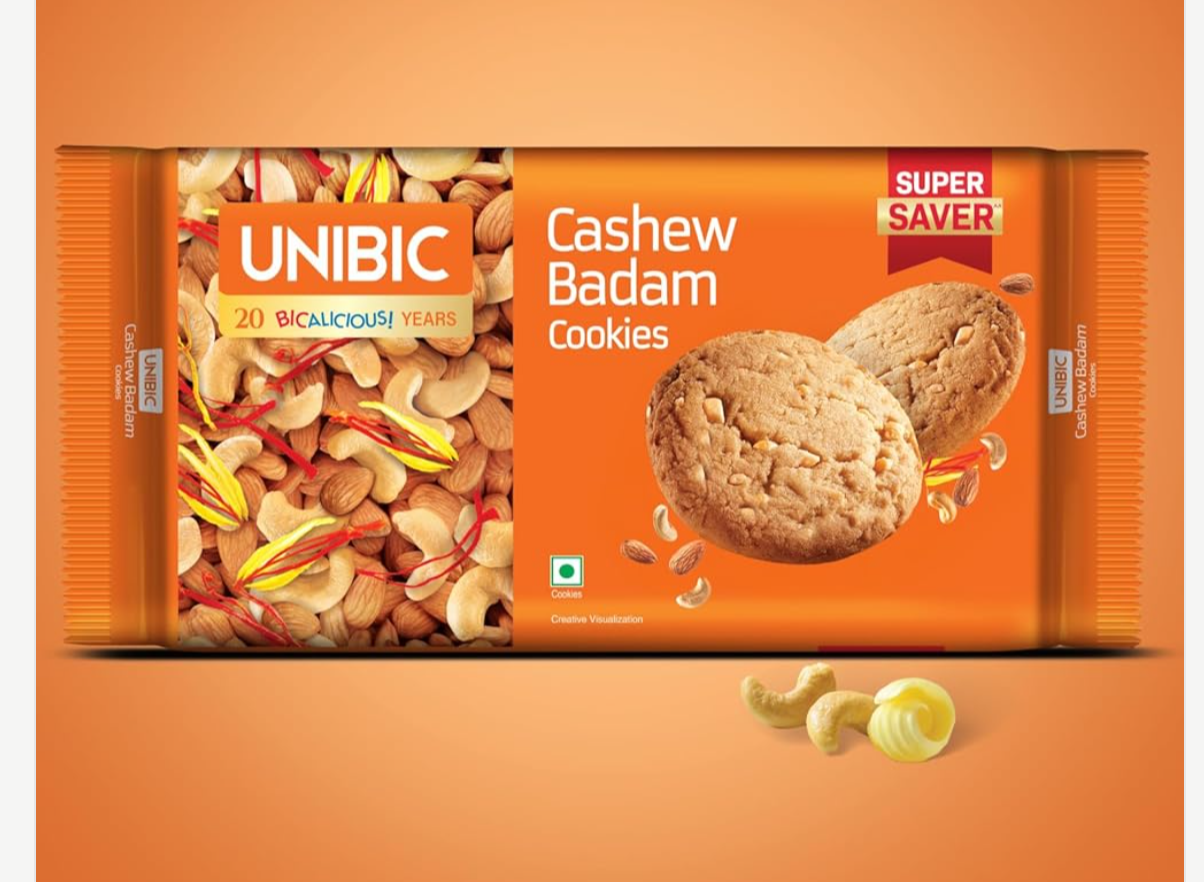 UNIBIC
20 BICALICIOUS! YEARS
Cashew
Badam
Cookies
SUPER
SAVER^^
Cookies
Creative Visualization
UNIBIC
Cashew Badam
cookies
UNIBIC
Cashew Badam
cookies